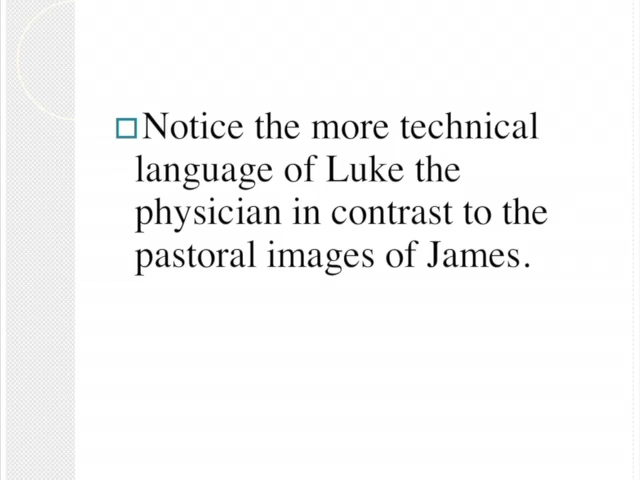 Notice the more technical
language of Luke the
physician in contrast to the
pastoral images of James.